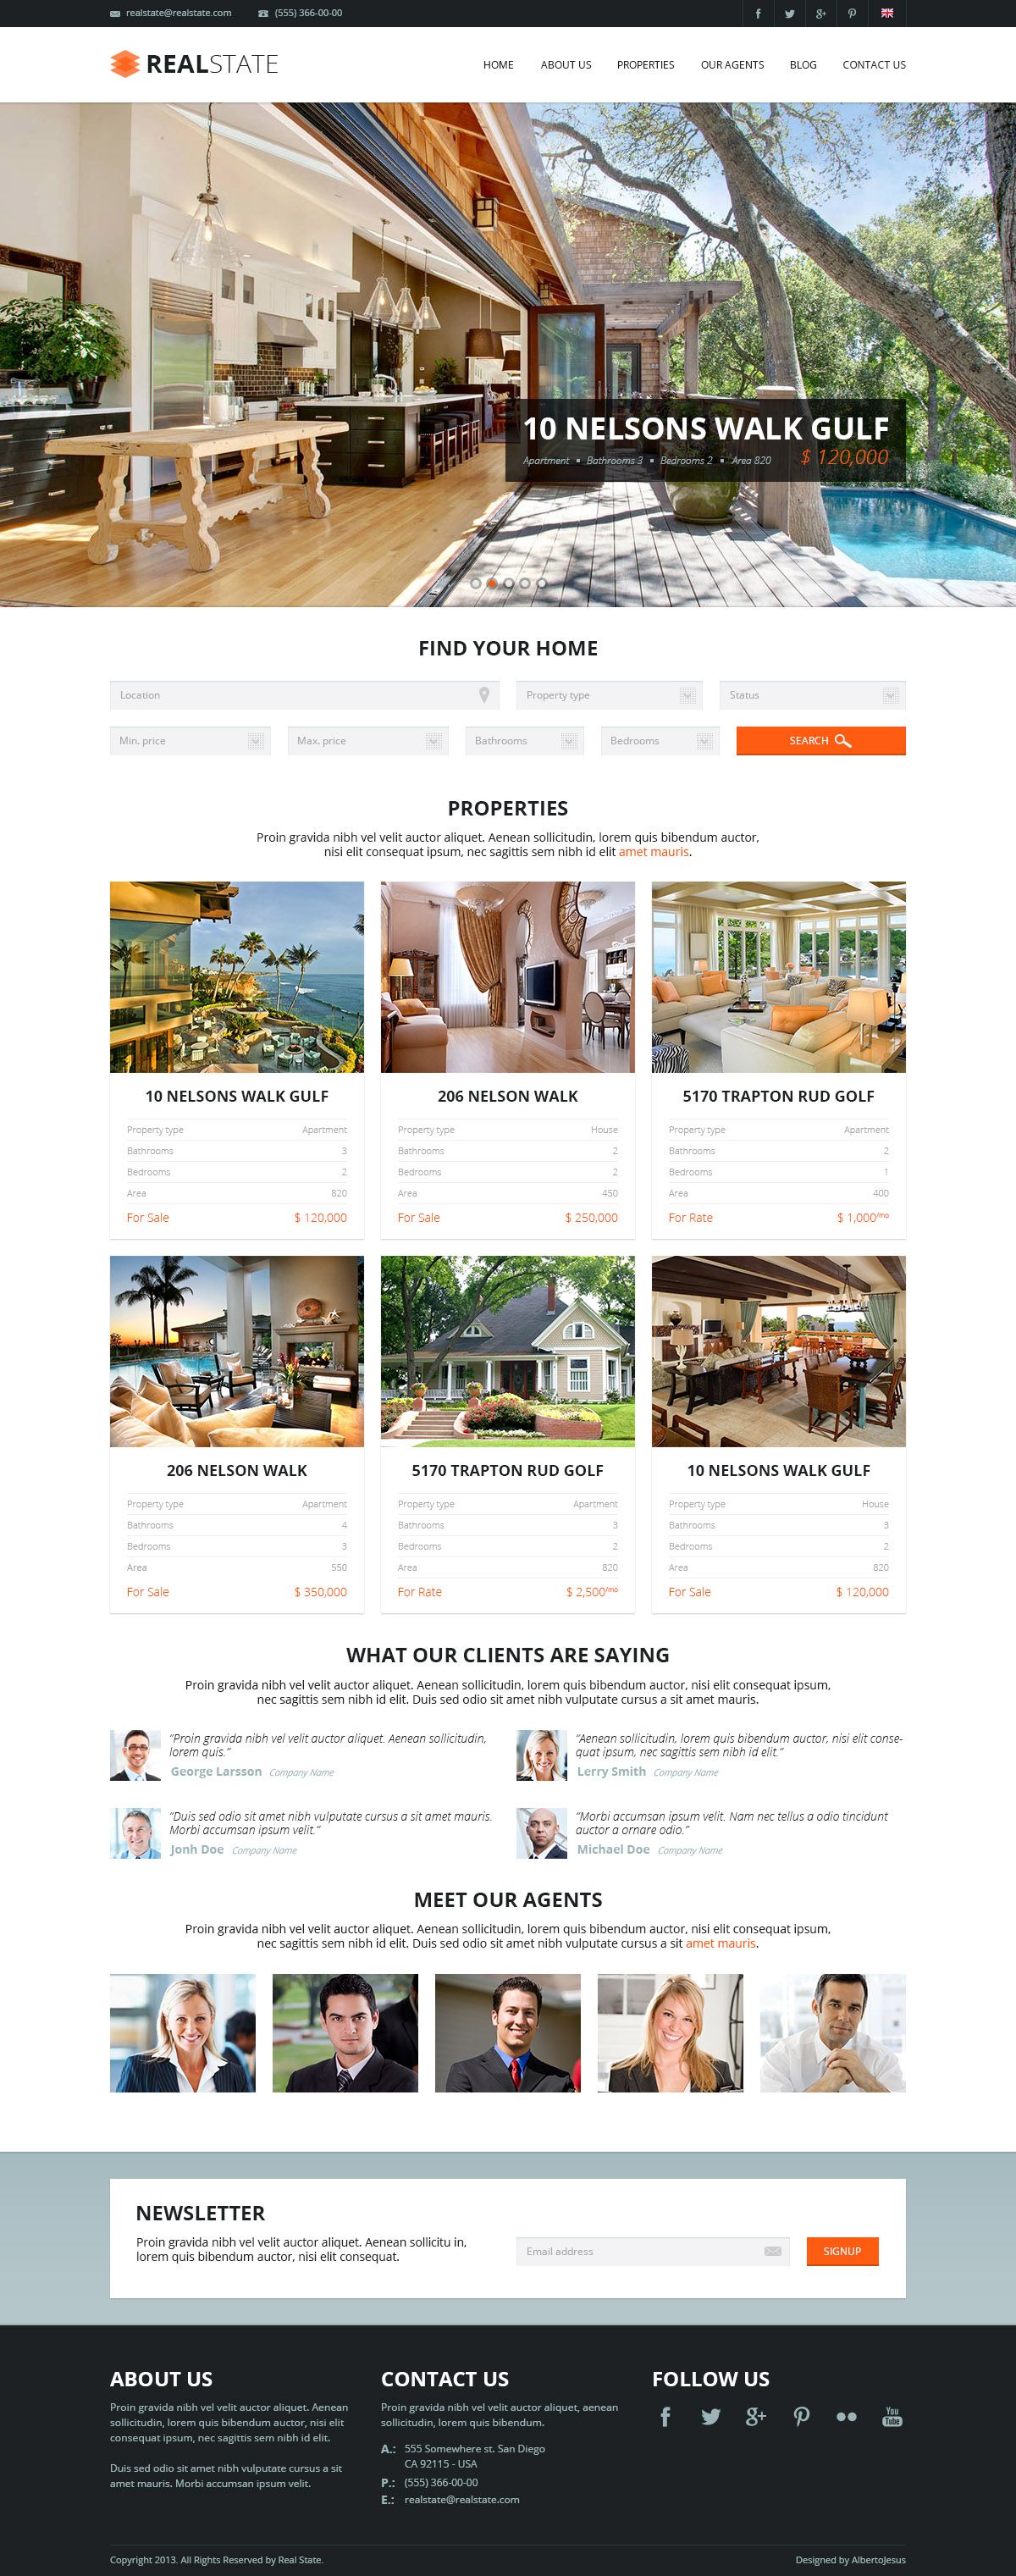 realstate@realstate.com (555) 366-00-00
REALSTATE
HOME ABOUT US PROPERTIES OUR AGENTS BLOG CONTACT US
10 NELSONS WALK GULF
Apartment Bathrooms 3 Bedrooms 2 Area 820 $ 120,000
FIND YOUR HOME
Location Property type Status
Min. price Max. price Bathrooms Bedrooms SEARCH
PROPERTIES
Proin gravida nibh vel velit auctor aliquet. Aenean sollicitudin, lorem quis bibendum auctor,
nisi elit consequat ipsum, nec sagittis sem nibh id elit amet mauris.
10 NELSONS WALK GULF
Property type Apartment
Bathrooms 3
Bedrooms 2
Area 820
For Sale $ 120,000
206 NELSON WALK
Property type House
Bathrooms 2
Bedrooms 2
Area 450
For Sale $ 250,000
5170 TRAPTON RUD GOLF
Property type Apartment
Bathrooms 2
Bedrooms 1
Area 400
For Rate $ 1,000/mo
206 NELSON WALK
Property type Apartment
Bathrooms 4
Bedrooms 3
Area 550
For Sale $ 350,000
5170 TRAPTON RUD GOLF
Property type Apartment
Bathrooms 3
Bedrooms 2
Area 820
For Rate $ 2,500/mo
10 NELSONS WALK GULF
Property type House
Bathrooms 3
Bedrooms 2
Area 820
For Sale $ 120,000
WHAT OUR CLIENTS ARE SAYING
Proin gravida nibh vel velit auctor aliquet. Aenean sollicitudin, lorem quis bibendum auctor, nisi elit consequat ipsum,
nec sagittis sem nibh id elit. Duis sed odio sit amet nibh vulputate cursus a sit amet mauris.
“Proin gravida nibh vel velit auctor aliquet. Aenean sollicitudin,
lorem quis.”
George Larsson Company Name
“Aenean sollicitudin, lorem quis bibendum auctor, nisi elit conse-
quat ipsum, nec sagittis sem nibh id elit.”
Lerry Smith Company Name
“Duis sed odio sit amet nibh vulputate cursus a sit amet mauris.
Morbi accumsan ipsum velit.”
Jonh Doe Company Name
“Morbi accumsan ipsum velit. Nam nec tellus a odio tincidunt
auctor a ornare odio.”
Michael Doe Company Name
MEET OUR AGENTS
Proin gravida nibh vel velit auctor aliquet. Aenean sollicitudin, lorem quis bibendum auctor, nisi elit consequat ipsum,
nec sagittis sem nibh id elit. Duis sed odio sit amet nibh vulputate cursus a sit amet mauris.
NEWSLETTER
Proin gravida nibh vel velit auctor aliquet. Aenean sollicitu in,
lorem quis bibendum auctor, nisi elit consequat.
Email address SIGNUP
ABOUT US
Proin gravida nibh vel velit auctor aliquet. Aenean
sollicitudin, lorem quis bibendum auctor, nisi elit
consequat ipsum, nec sagittis sem nibh id elit.
Duis sed odio sit amet nibh vulputate cursus a sit
amet mauris. Morbi accumsan ipsum velit.
CONTACT US
Proin gravida nibh vel velit auctor aliquet, aenean
sollicitudin, lorem quis bibendum.
A.: 555 Somewhere st. San Diego
CA 92115 - USA
P.: (555) 366-00-00
E.: realstate@realstate.com
FOLLOW US
You Tube
Copyright 2013. All Rights Reserved by Real State.
Designed by AlbertoJesus